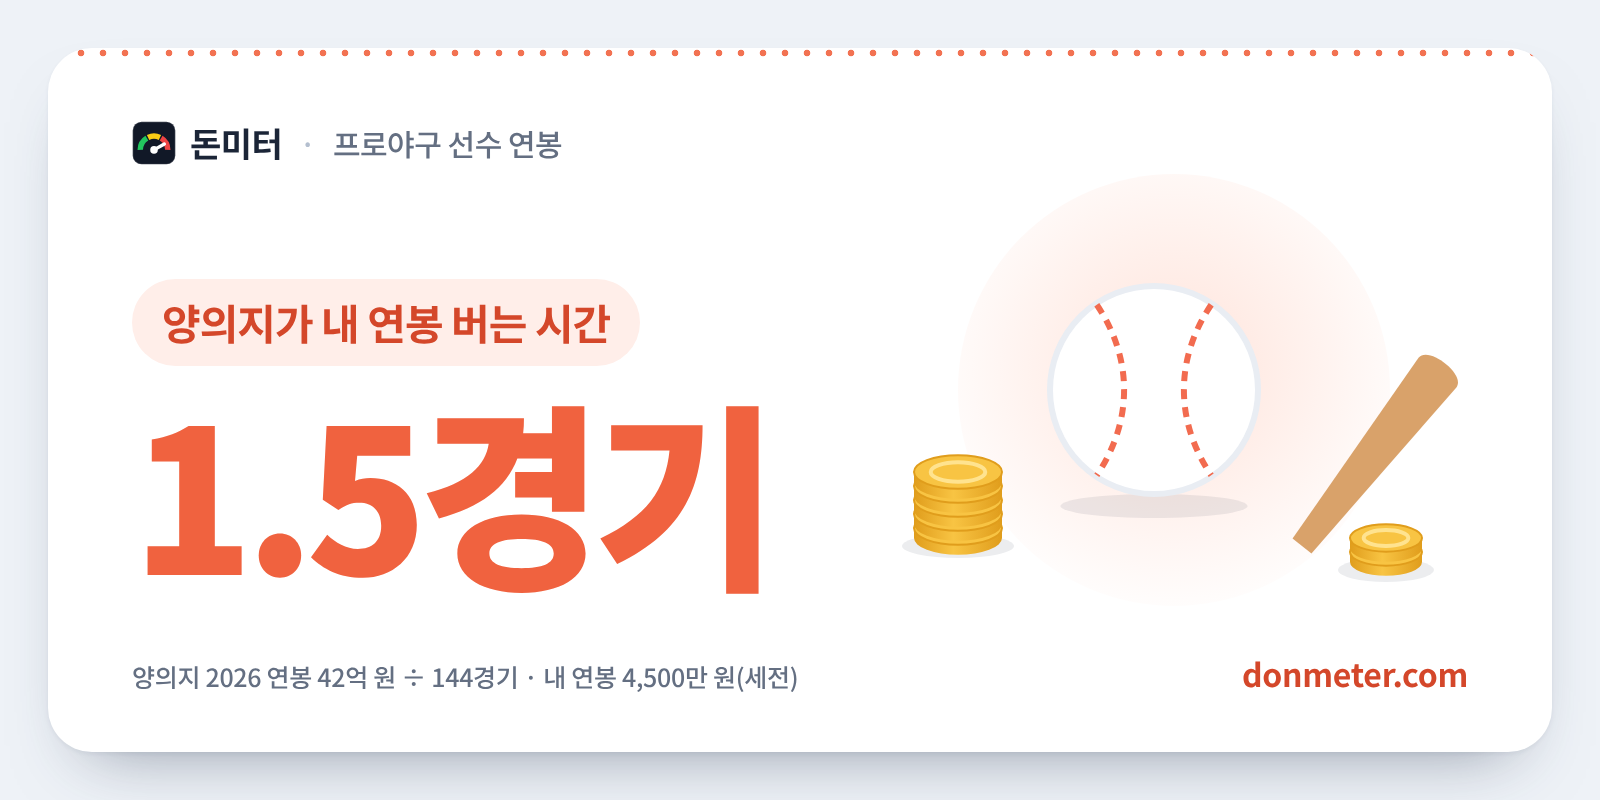 돈미터 · 프로야구 선수 연봉
양의지가 내 연봉 버는 시간
1.5경기
양의지 2026 연봉 42억 원 ÷ 144경기 · 내 연봉 4,500만 원(세전)
donmeter.com